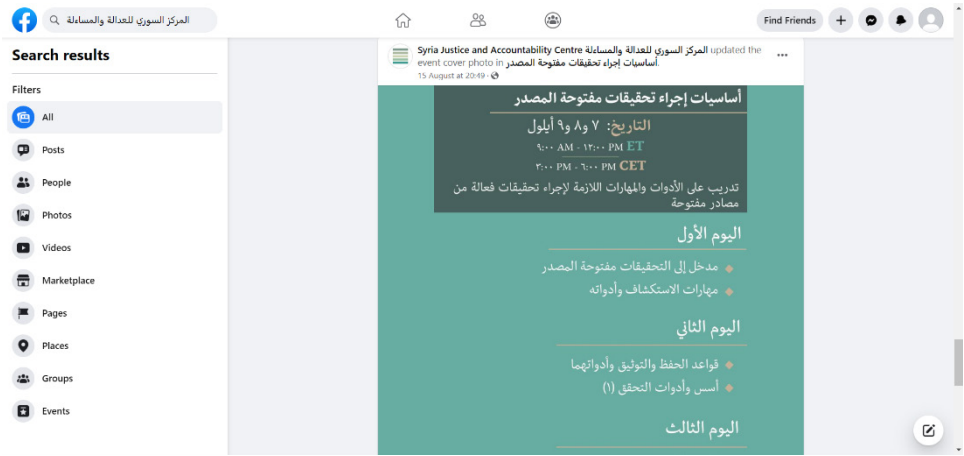 المركز السوري للعدالة والمساءلة
Find Friends
Search results
Filters
All
Posts
People
Photos
Videos
Marketplace
Pages
Places
Groups
Events
Syria Justice and Accountability Centre المركز السوري للعدالة والمساءلة updated the
event cover photo in أساسيات إجراء تحقيقات مفتوحة المصدر.
15 August at 20:49 ·
أساسيات إجراء تحقيقات مفتوحة المصدر
التاريخ: ٧ و٨ و٩ أيلول
٩:٠٠ AM - ١٢:٠٠ PM ET
٣:٠٠ PM - ٦:٠٠ PM CET
تدريب على الأدوات والمهارات اللازمة لإجراء تحقيقات فعالة من
مصادر مفتوحة
اليوم الأول
مدخل إلى التحقيقات مفتوحة المصدر
مهارات الاستكشاف وأدواته
اليوم الثاني
قواعد الحفظ والتوثيق وأدواتهما
أسس وأدوات التحقق (١)
اليوم الثالث